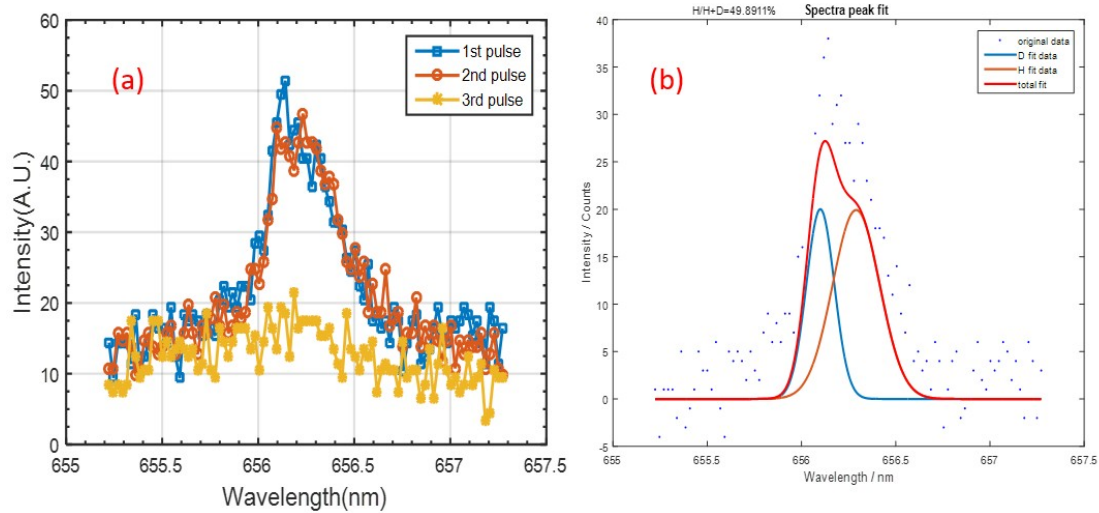 (a)
1st pulse
2nd pulse
3rd pulse
Intensity(A.U.)
60
50
40
30
20
10
0
655 655.5 656 656.5 657 657.5
Wavelength(nm)
H/H+D=49.8911% Spectra peak fit
(b)
original data
D fit data
H fit data
total fit
Intensity / Counts
40
35
30
25
20
15
10
5
0
-5
655 655.5 656 656.5 657 657.5
Wavelength / nm